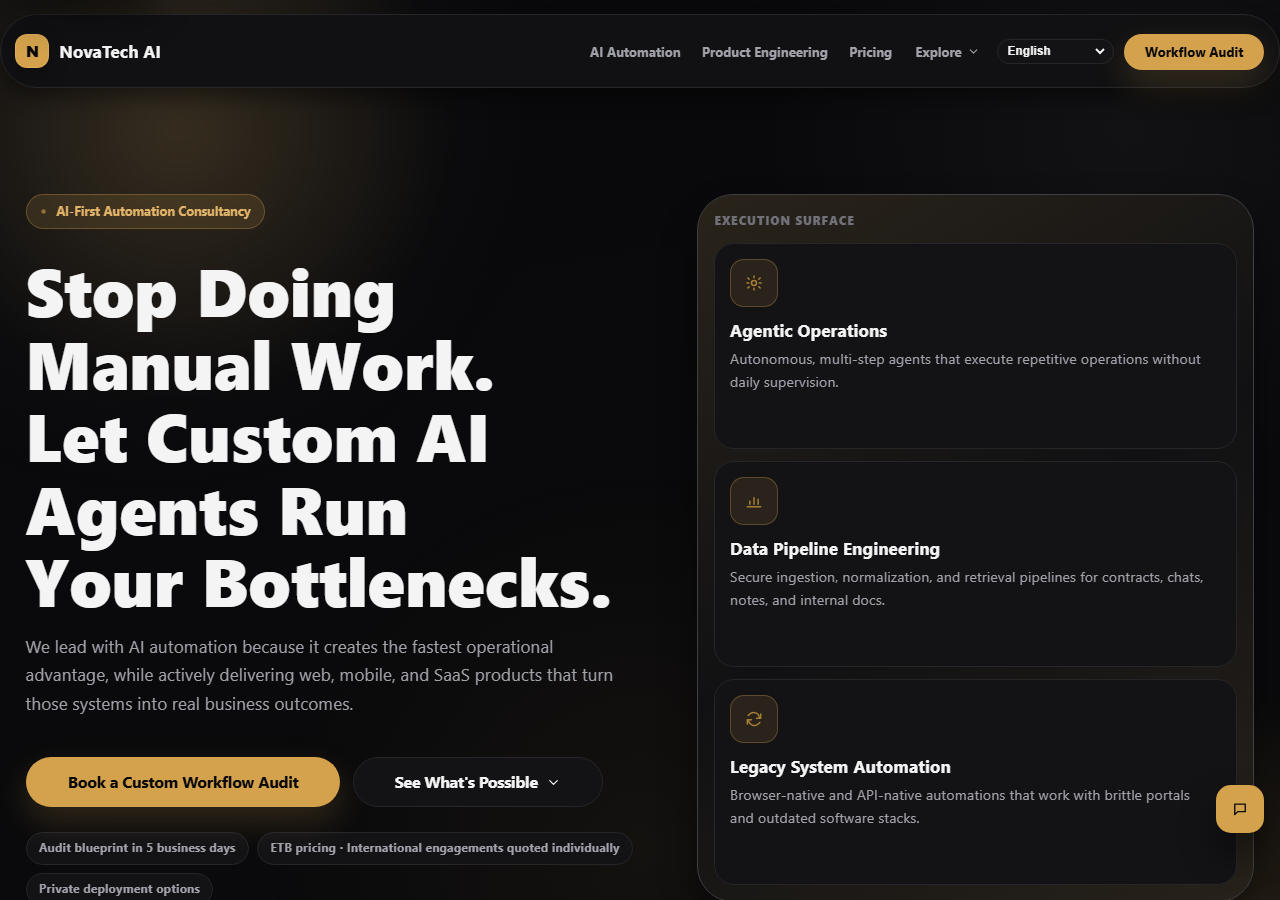 N NovaTech AI
AI Automation Product Engineering Pricing Explore English Workflow Audit
AI-First Automation Consultancy
Stop Doing
Manual Work.
Let Custom AI
Agents Run
Your Bottlenecks.
We lead with AI automation because it creates the fastest operational
advantage, while actively delivering web, mobile, and SaaS products that turn
those systems into real business outcomes.
Book a Custom Workflow Audit See What's Possible
Audit blueprint in 5 business days ETB pricing · International engagements quoted individually
Private deployment options
EXECUTION SURFACE
Agentic Operations
Autonomous, multi-step agents that execute repetitive operations without
daily supervision.
Data Pipeline Engineering
Secure ingestion, normalization, and retrieval pipelines for contracts, chats,
notes, and internal docs.
Legacy System Automation
Browser-native and API-native automations that work with brittle portals
and outdated software stacks.